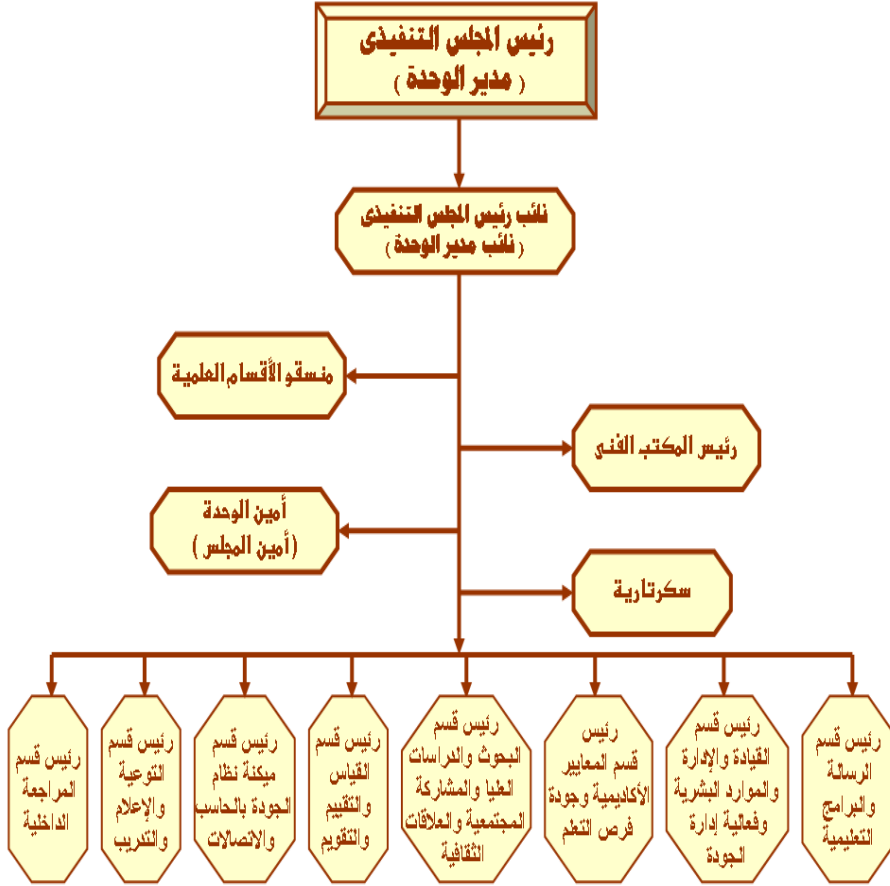 رئيس المجلس التنفيذى
( مدير الوحدة )
نائب رئيس المجلس التنفيذى
( نائب مدير الوحدة )
منسقو الأقسام العلمية
رئيس المكتب الفنى
أمين الوحدة
(أمين المجلس )
سكرتارية
رئيس قسم
الرسالة
والبرامج
التعليمية
رئيس قسم
القيادة والإدارة
والموارد البشرية
وفعالية إدارة
الجودة
رئيس
قسم المعايير
الأكاديمية وجودة
فرص التعلم
رئيس قسم
البحوث والدراسات
العليا والمشاركة
المجتمعية والعلاقات
الثقافية
رئيس قسم
القياس
والتقييم
والتقويم
رئيس قسم
ميكنة نظام
الجودة بالحاسب
والاتصالات
رئيس قسم
التوعية
والإعلام
والتدريب
رئيس قسم
المراجعة
الداخلية